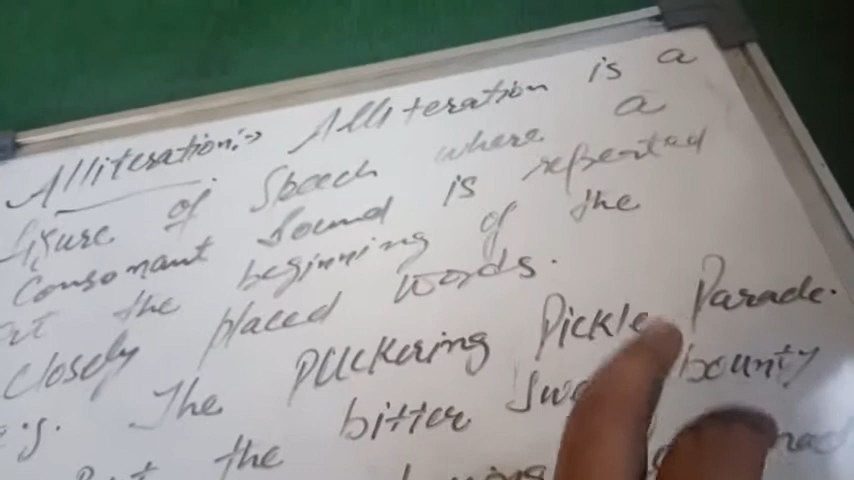 Alliteration:-> Alliteration is a
figure of Speech where a
Consonant Sound is repeated
at the beginning of the
closely placed words.
e.g. The Puckering Pickle Parade.
But the bitter bounty